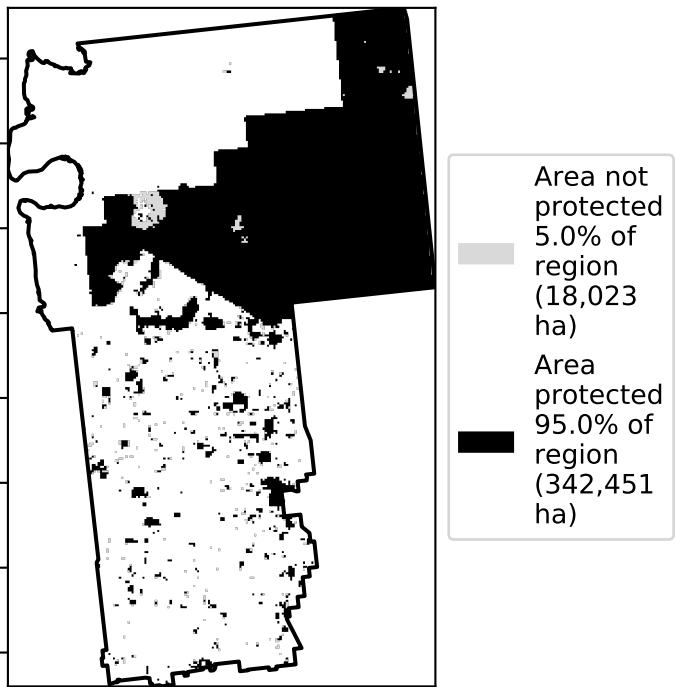 Area not
protected
5.0% of
region
(18,023
ha)
Area
protected
95.0% of
region
(342,451
ha)